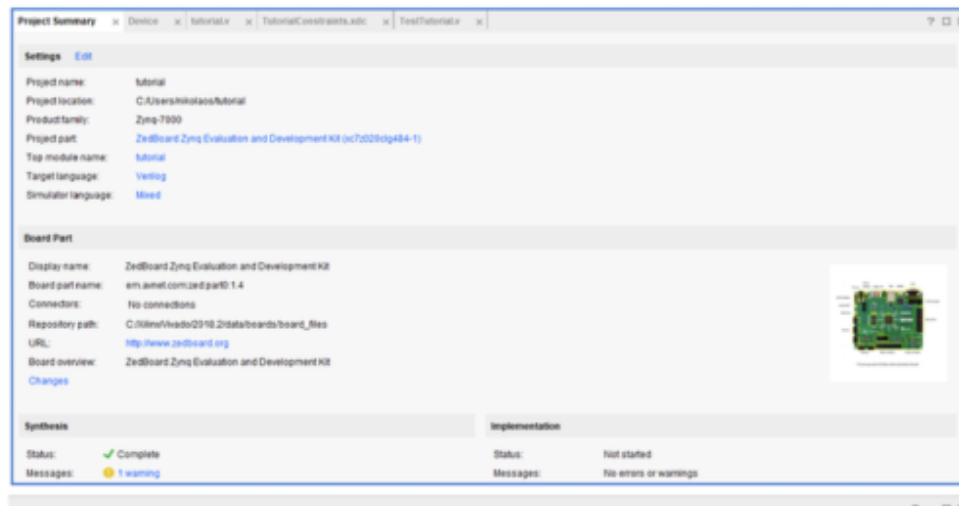 Project Summary × Device × tutorial.v × TutorialConstraints.xdc × TestTutorial.v × ?
Settings Edit
Project name: tutorial
Project location: C:/Users/nikolaos/tutorial
Product family: Zynq-7000
Project part: ZedBoard Zynq Evaluation and Development Kit (xc7z020clg484-1)
Top module name: tutorial
Target language: Verilog
Simulator language: Mixed
Board Part
Display name: ZedBoard Zynq Evaluation and Development Kit
Board part name: em.avnet.com:zed:part0:1.4
Connectors: No connections
Repository path: C:/Xilinx/Vivado/2018.2/data/boards/board_files
URL: http://www.zedboard.org
Board overview: ZedBoard Zynq Evaluation and Development Kit
Changes
Synthesis Implementation
Status: Complete Status: Not started
Messages: 1 warning Messages: No errors or warnings